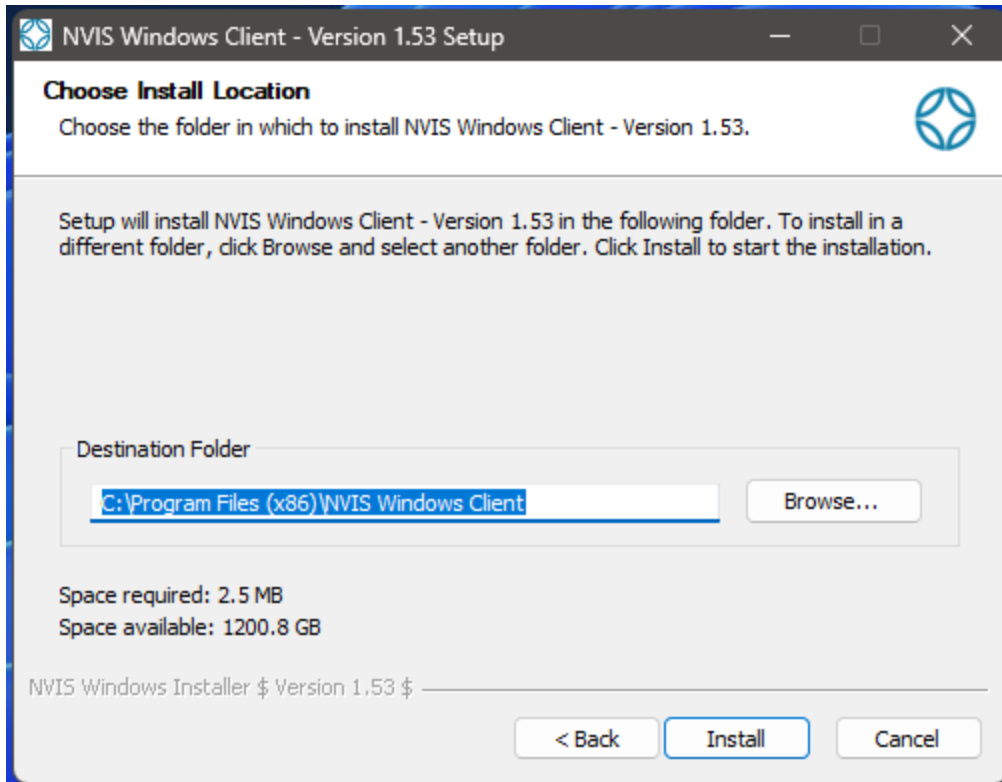 NVIS Windows Client - Version 1.53 Setup
Choose Install Location
Choose the folder in which to install NVIS Windows Client - Version 1.53.
Setup will install NVIS Windows Client - Version 1.53 in the following folder. To install in a
different folder, click Browse and select another folder. Click Install to start the installation.
Destination Folder
C:\Program Files (x86)\NVIS Windows Client
Browse...
Space required: 2.5 MB
Space available: 1200.8 GB
NVIS Windows Installer $ Version 1.53 $
< Back
Install
Cancel